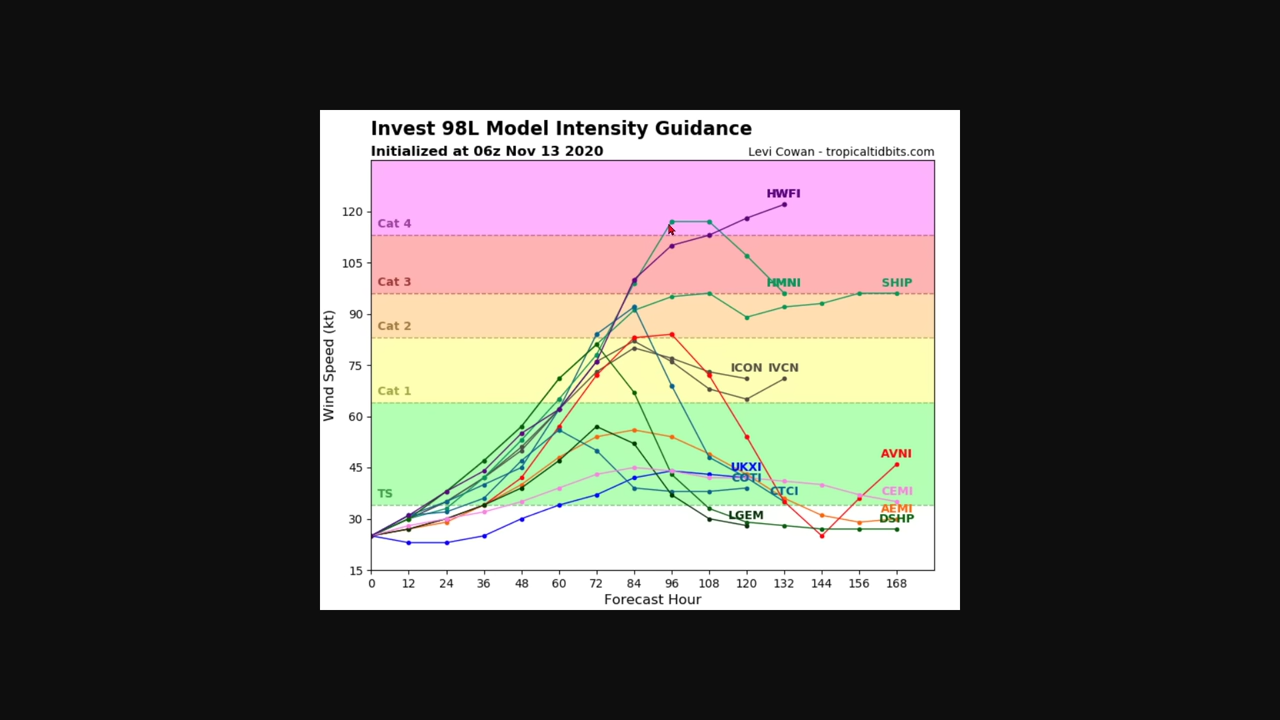 Invest 98L Model Intensity Guidance
Initialized at 06z Nov 13 2020
Levi Cowan - tropicaltidbits.com
HWFI
120
Cat 4
105
Cat 3
HMNI
SHIP
90
Cat 2
Wind Speed (kt)
75
ICON
IVCN
Cat 1
60
AVNI
45
UKXI
COTI
CTCI
CEMI
TS
AEMI
LGEM
DSHP
30
15
0 12 24 36 48 60 72 84 96 108 120 132 144 156 168
Forecast Hour